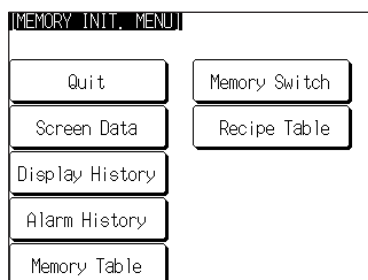 [MEMORY INIT. MENU]
Quit
Memory Switch
Screen Data
Recipe Table
Display History
Alarm History
Memory Table